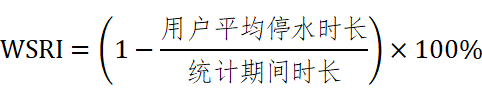 WSRI = (1 − 用户平均停水时长 / 统计期间时长) × 100%